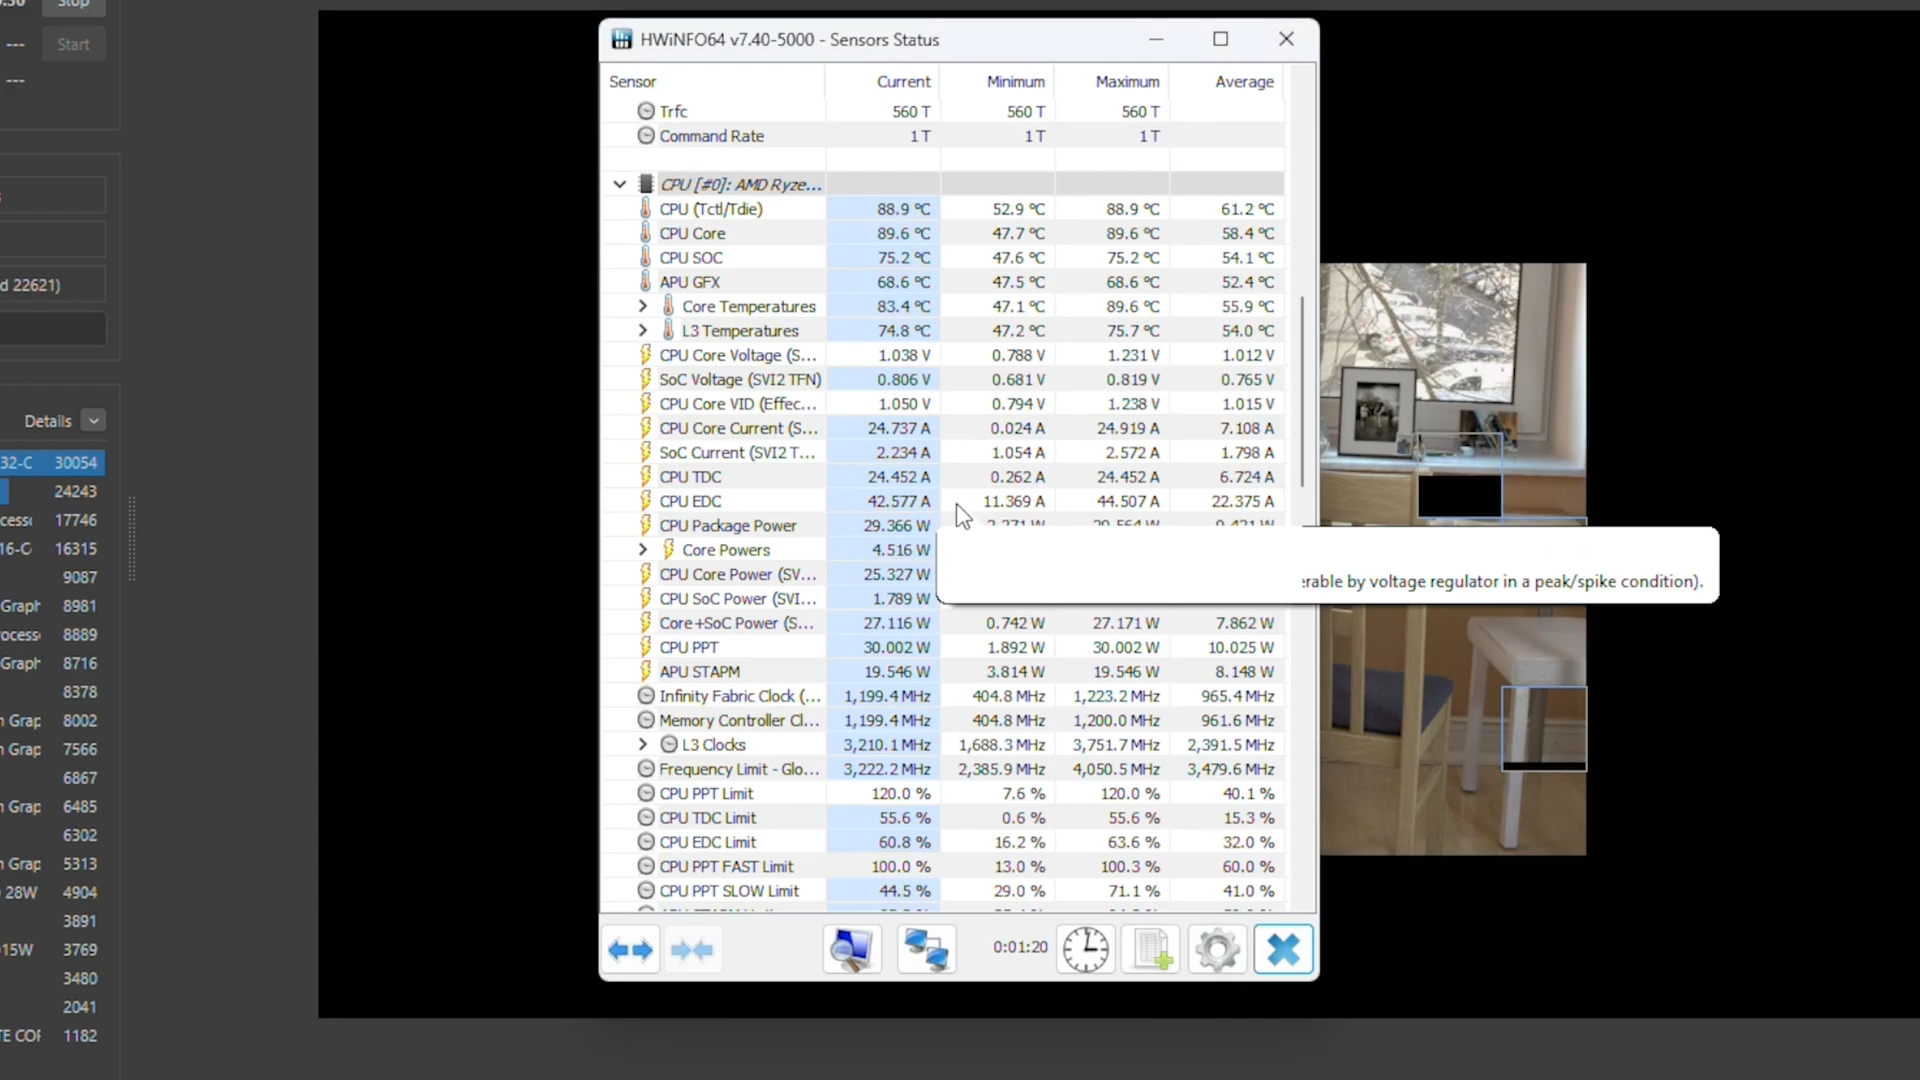 Stop
---
Start
---
d 22621)
Details
32-C 30054
24243
17746
16-C 16315
9087
8981
8889
8716
8378
8002
7566
6867
6485
6302
5313
28W 4904
3891
15W 3769
3480
2041
1182
HWiNFO64 v7.40-5000 - Sensors Status
Sensor Current Minimum Maximum Average
Trfc 560 T 560 T 560 T
Command Rate 1 T 1 T 1 T
CPU [#0]: AMD Ryze...
CPU (Tctl/Tdie) 88.9 °C 52.9 °C 88.9 °C 61.2 °C
CPU Core 89.6 °C 47.7 °C 89.6 °C 58.4 °C
CPU SOC 75.2 °C 47.6 °C 75.2 °C 54.1 °C
APU GFX 68.6 °C 47.5 °C 68.6 °C 52.4 °C
Core Temperatures 83.4 °C 47.1 °C 89.6 °C 55.9 °C
L3 Temperatures 74.8 °C 47.2 °C 75.7 °C 54.0 °C
CPU Core Voltage (S... 1.038 V 0.788 V 1.231 V 1.012 V
SoC Voltage (SVI2 TFN) 0.806 V 0.681 V 0.819 V 0.765 V
CPU Core VID (Effec... 1.050 V 0.794 V 1.238 V 1.015 V
CPU Core Current (S... 24.737 A 0.024 A 24.919 A 7.108 A
SoC Current (SVI2 T... 2.234 A 1.054 A 2.572 A 1.798 A
CPU TDC 24.452 A 0.262 A 24.452 A 6.724 A
CPU EDC 42.577 A 11.369 A 44.507 A 22.375 A
CPU Package Power 29.366 W
Core Powers 4.516 W
erable by voltage regulator in a peak/spike condition).
CPU Core Power (SV... 25.327 W
CPU SoC Power (SVI... 1.789 W
Core+SoC Power (S... 27.116 W 0.742 W 27.171 W 7.862 W
CPU PPT 30.002 W 1.892 W 30.002 W 10.025 W
APU STAPM 19.546 W 3.814 W 19.546 W 8.148 W
Infinity Fabric Clock (... 1,199.4 MHz 404.8 MHz 1,223.2 MHz 965.4 MHz
Memory Controller Cl... 1,199.4 MHz 404.8 MHz 1,200.0 MHz 961.6 MHz
L3 Clocks 3,210.1 MHz 1,688.3 MHz 3,751.7 MHz 2,391.5 MHz
Frequency Limit - Glo... 3,222.2 MHz 2,385.9 MHz 4,050.5 MHz 3,479.6 MHz
CPU PPT Limit 120.0 % 7.6 % 120.0 % 40.1 %
CPU TDC Limit 55.6 % 0.6 % 55.6 % 15.3 %
CPU EDC Limit 60.8 % 16.2 % 63.6 % 32.0 %
CPU PPT FAST Limit 100.0 % 13.0 % 100.3 % 60.0 %
CPU PPT SLOW Limit 44.5 % 29.0 % 71.1 % 41.0 %
0:01:20